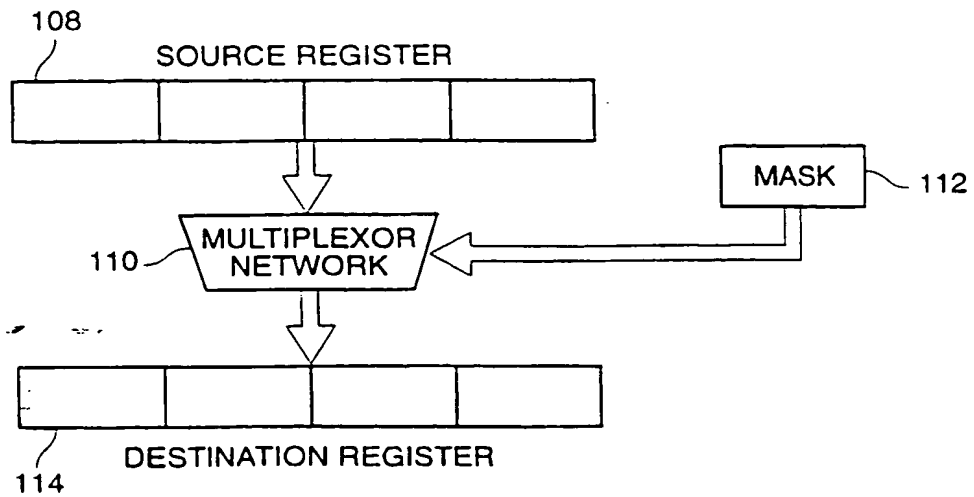 108
SOURCE REGISTER
MASK
112
MULTIPLEXOR
NETWORK
110
114
DESTINATION REGISTER